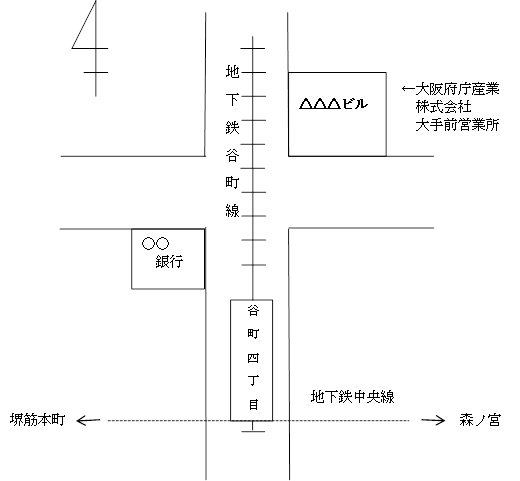 地下鉄谷町線
△△△ビル
←大阪府庁産業
株式会社
大手前営業所
○○
銀行
谷町四丁目
地下鉄中央線
堺筋本町
森ノ宮